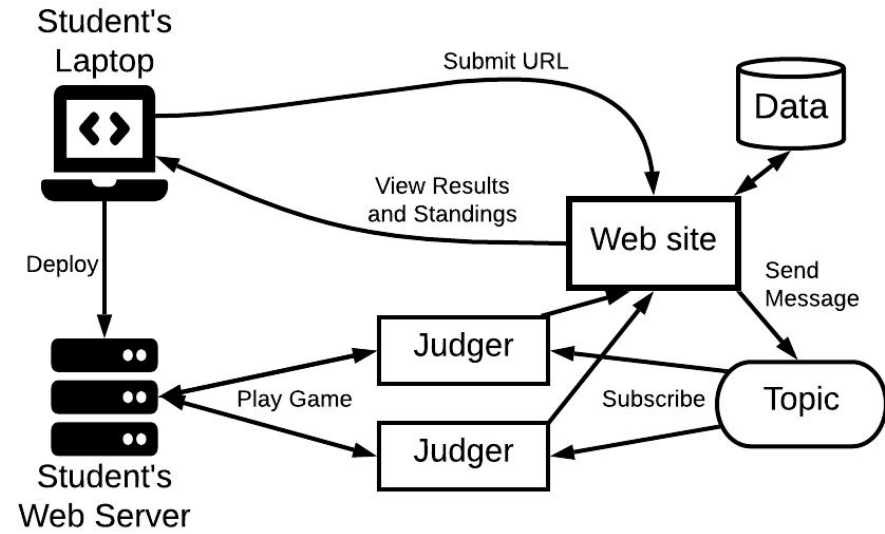 Student's
Laptop
Submit URL
Data
View Results
and Standings
Web site
Deploy
Send
Message
Judger
Play Game
Subscribe
Topic
Judger
Student's
Web Server